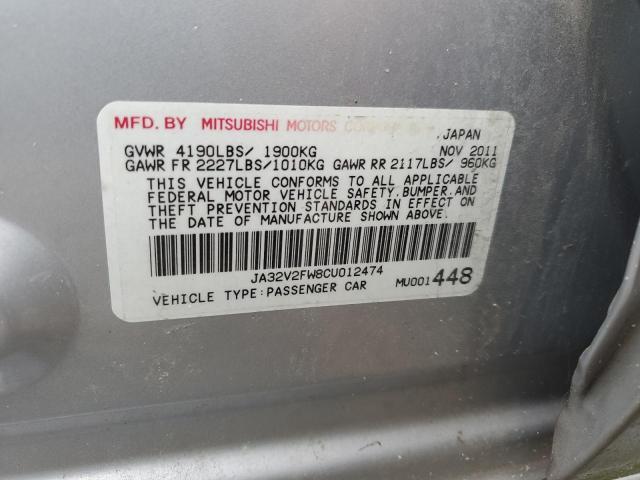 MFD. BY MITSUBISHI MOTORS
JAPAN
GVWR 4190LBS/ 1900KG NOV 2011
GAWR FR 2227LBS/1010KG GAWR RR 2117LBS/ 960KG
THIS VEHICLE CONFORMS TO ALL APPLICABLE
FEDERAL MOTOR VEHICLE SAFETY,BUMPER,AND
THEFT PREVENTION STANDARDS IN EFFECT ON
THE DATE OF MANUFACTURE SHOWN ABOVE.
JA32V2FW8CU012474
VEHICLE TYPE:PASSENGER CAR MU001448